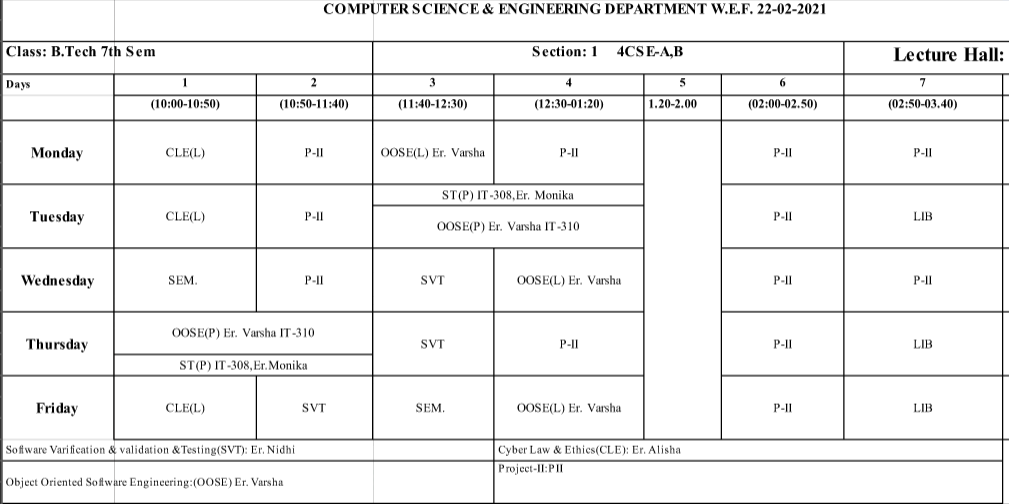 COMPUTER SCIENCE & ENGINEERING DEPARTMENT W.E.F. 22-02-2021
Class: B.Tech 7th Sem Section: 1 4CSE-A,B Lecture Hall:
Days 1 2 3 4 5 6 7
(10:00-10:50) (10:50-11:40) (11:40-12:30) (12:30-01:20) 1.20-2.00 (02:00-02.50) (02:50-03.40)
Monday CLE(L) P-II OOSE(L) Er. Varsha P-II P-II P-II
ST(P) IT-308,Er. Monika
Tuesday CLE(L) P-II OOSE(P) Er. Varsha IT-310 P-II LIB
Wednesday SEM. P-II SVT OOSE(L) Er. Varsha P-II P-II
OOSE(P) Er. Varsha IT-310
Thursday SVT P-II P-II LIB
ST(P) IT-308,Er.Monika
Friday CLE(L) SVT SEM. OOSE(L) Er. Varsha P-II LIB
Software Varification & validation &Testing(SVT): Er. Nidhi Cyber Law & Ethics(CLE): Er. Alisha
Project-II:PII
Object Oriented Software Engineering:(OOSE) Er. Varsha